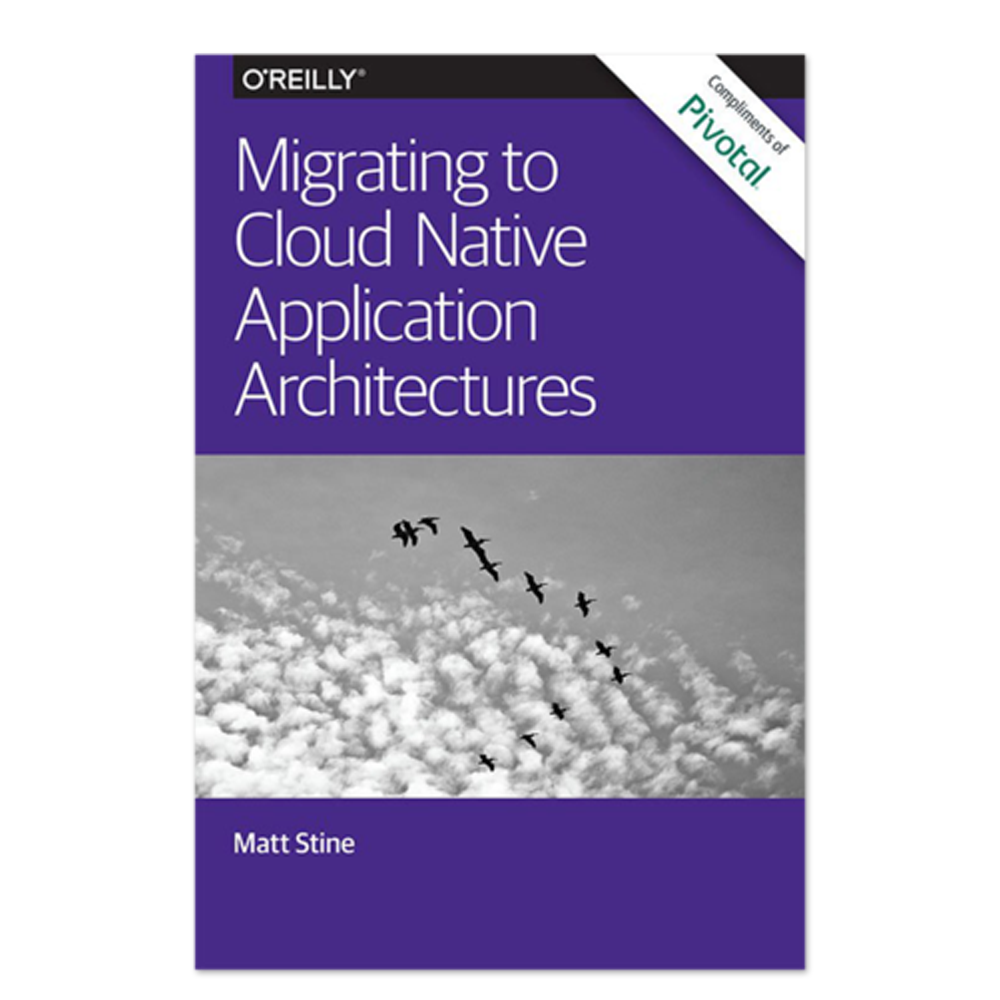 O'REILLY®
Compliments of
Pivotal
Migrating to
Cloud Native
Application
Architectures
Matt Stine